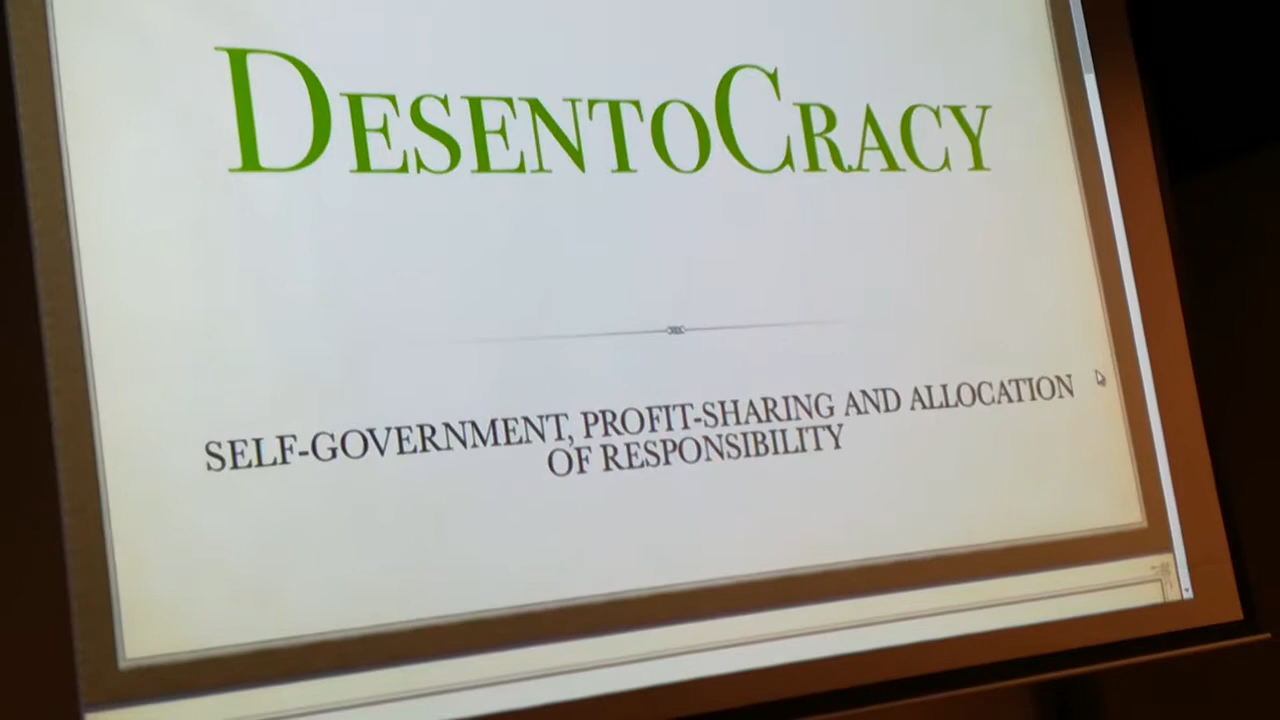 DESENTOCRACY
SELF-GOVERNMENT, PROFIT-SHARING AND ALLOCATION
OF RESPONSIBILITY